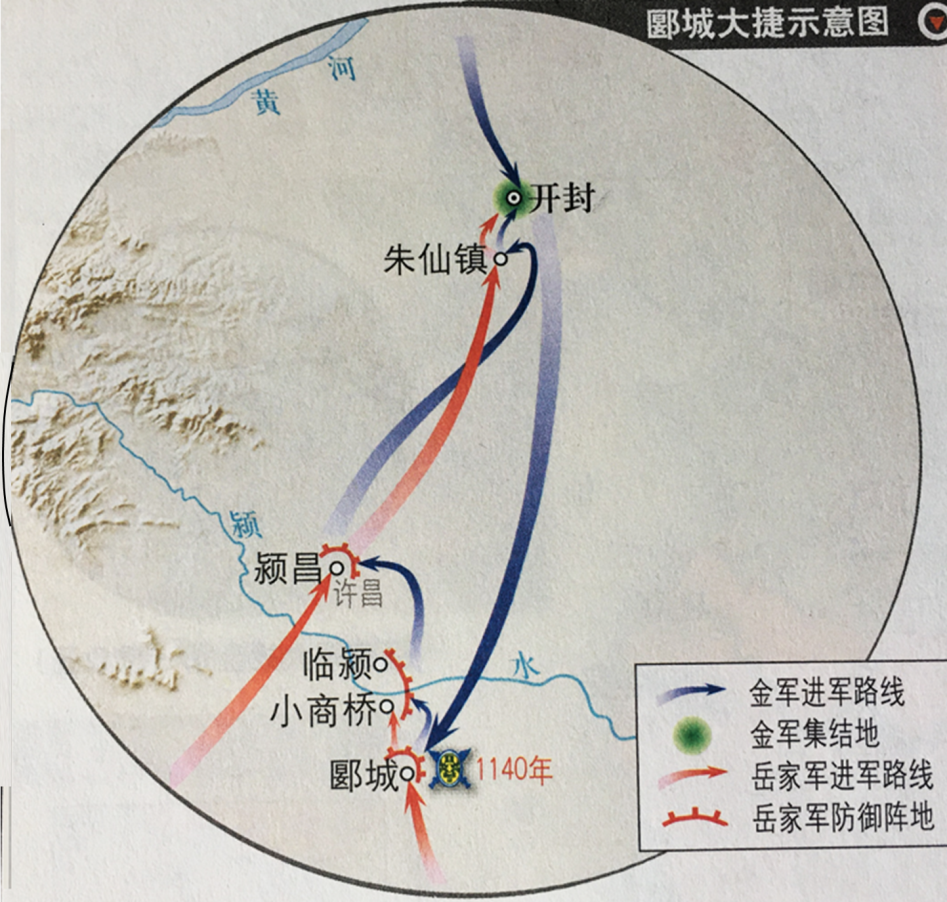 郾城大捷示意图
黄河
开封
朱仙镇
颍
颍昌
许昌
临颍
水
小商桥
郾城
1140年
金军进军路线
金军集结地
岳家军进军路线
岳家军防御阵地